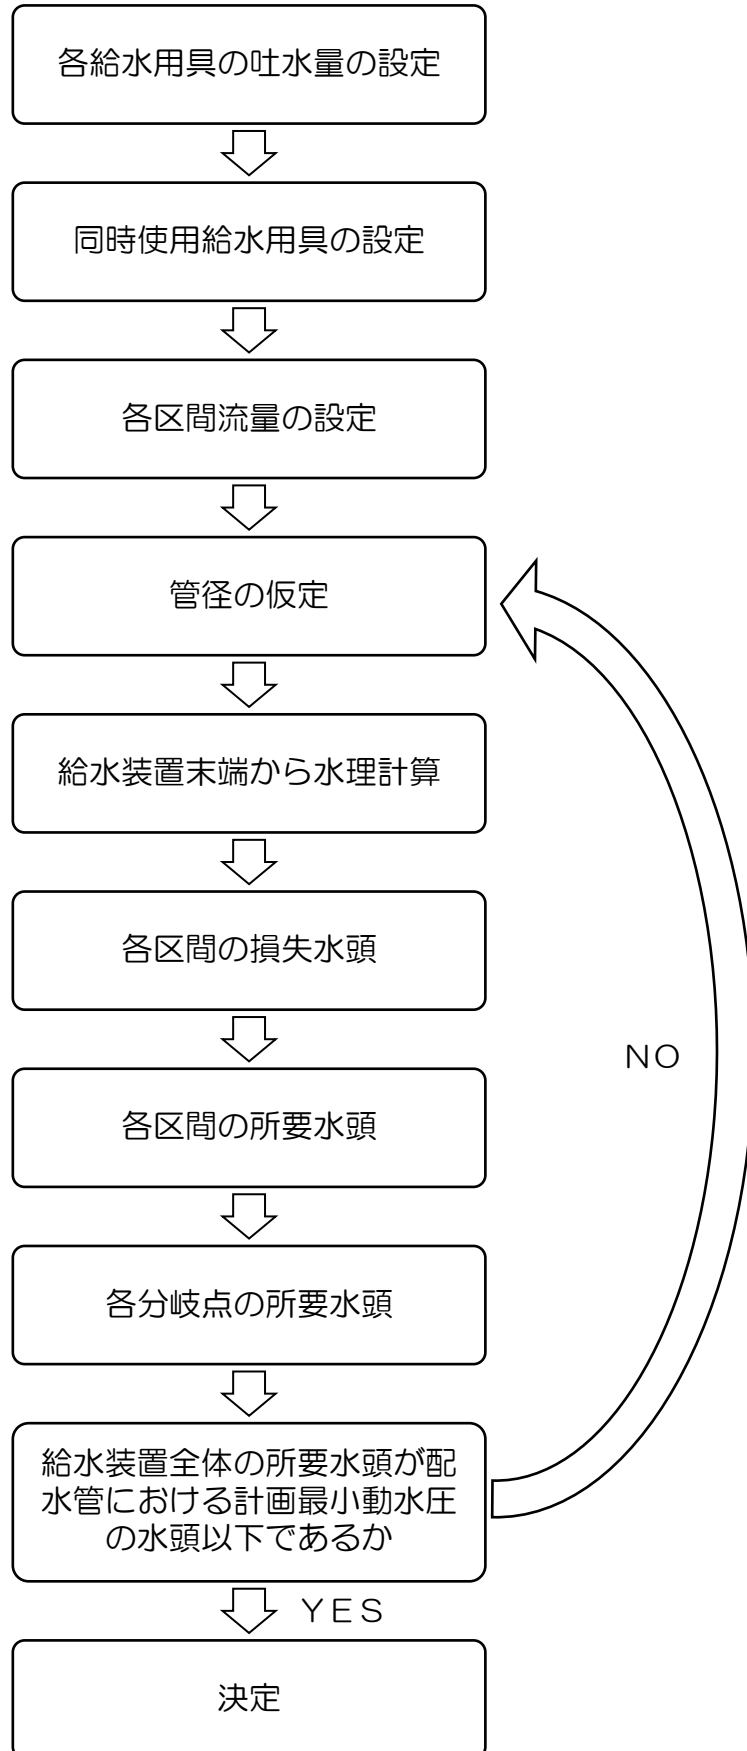 各給水用具の吐水量の設定
同時使用給水用具の設定
各区間流量の設定
管径の仮定
給水装置末端から水理計算
各区間の損失水頭
各区間の所要水頭
NO
各分岐点の所要水頭
給水装置全体の所要水頭が配
水管における計画最小動水圧
の水頭以下であるか
YES
決定